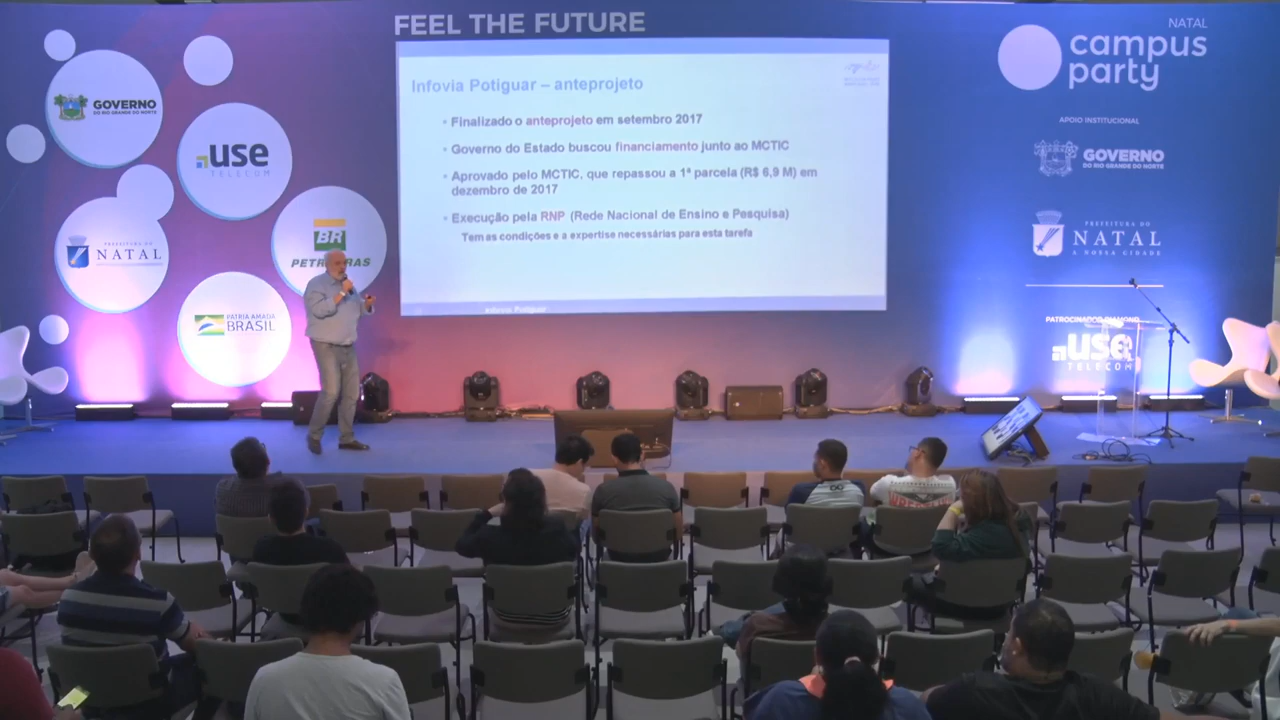 FEEL THE FUTURE
NATAL
campus
party
APOIO INSTITUCIONAL
GOVERNO
DO RIO GRANDE DO NORTE
PREFEITURA DO
NATAL
A NOSSA CIDADE
PATROCINADOR DIAMOND
USE
TELECOM
GOVERNO
DO RIO GRANDE DO NORTE
USE
TELECOM
PREFEITURA DO
NATAL
BR
PETROBRAS
PÁTRIA AMADA
BRASIL
Infovia Potiguar – anteprojeto
• Finalizado o anteprojeto em setembro 2017
• Governo do Estado buscou financiamento junto ao MCTIC
• Aprovado pelo MCTIC, que repassou a 1ª parcela (R$ 6,9 M) em
dezembro de 2017
• Execução pela RNP (Rede Nacional de Ensino e Pesquisa)
Tem as condições e a expertise necessárias para esta tarefa
Infovia Potiguar